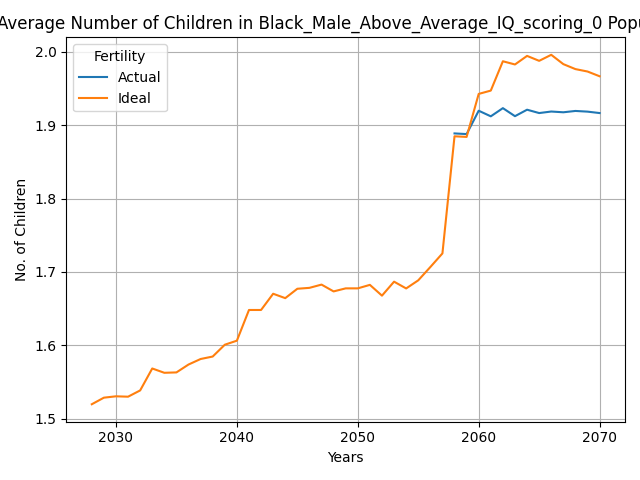 Average Number of Children in Black_Male_Above_Average_IQ_scoring_0 Popu
Fertility
Actual
Ideal
2.0
1.9
1.8
1.7
1.6
1.5
No. of Children
2030 2040 2050 2060 2070
Years